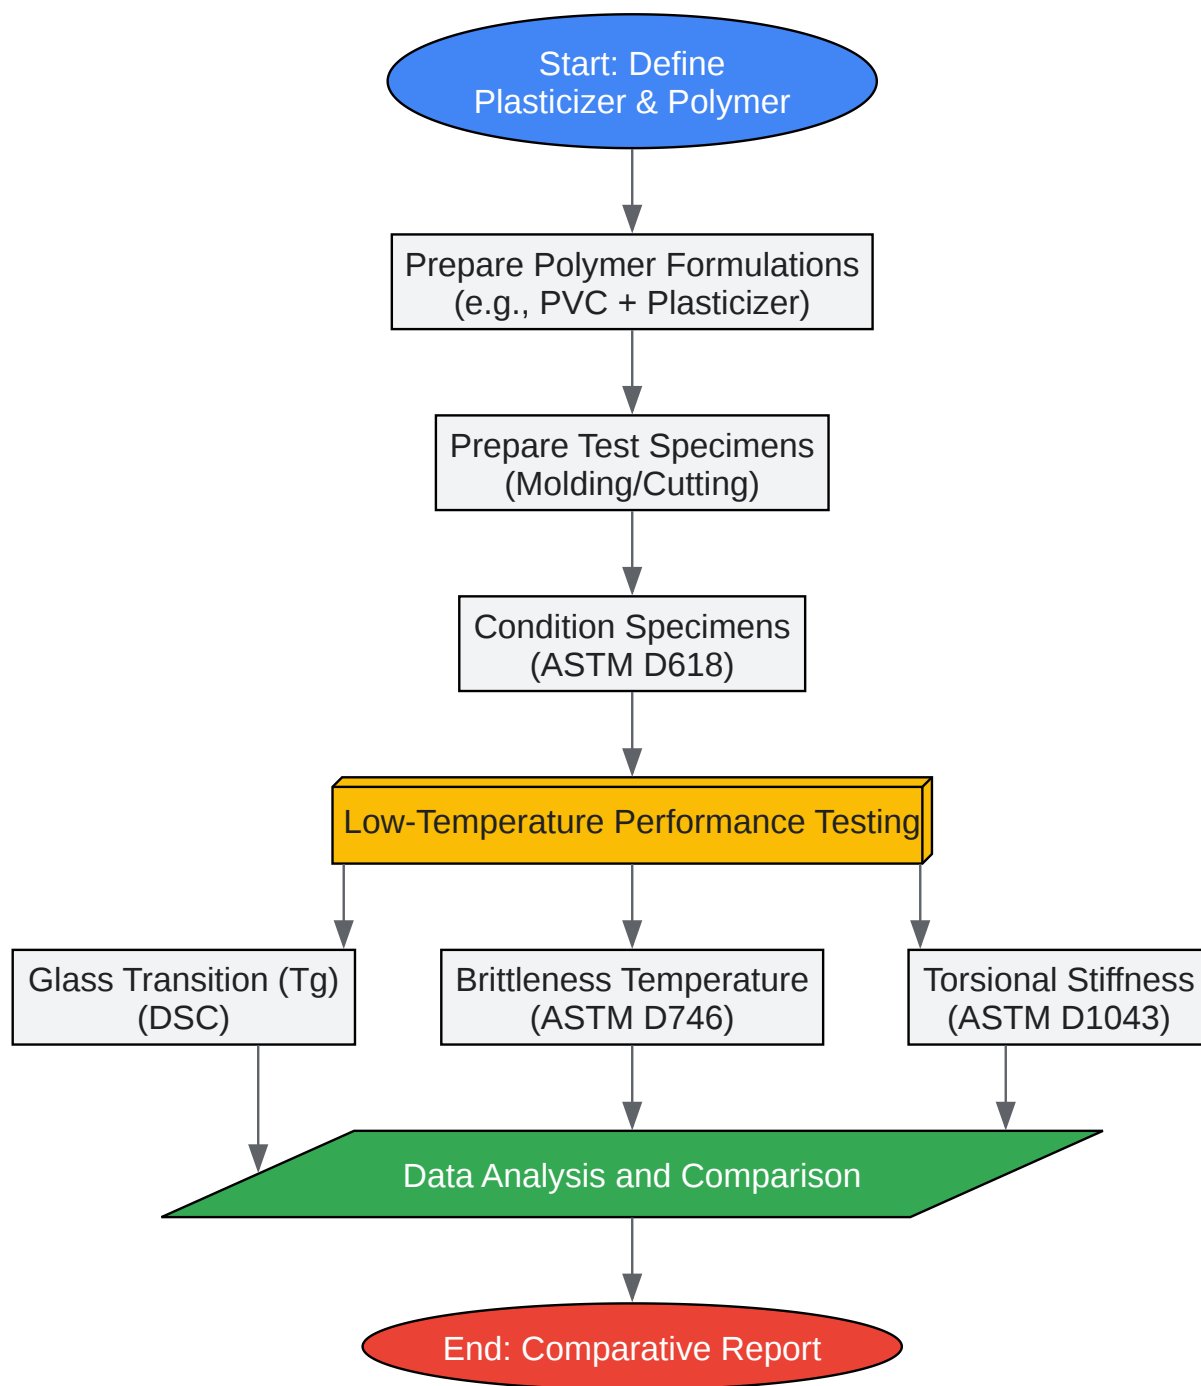 Start: Define
Plasticizer & Polymer
Prepare Polymer Formulations
(e.g., PVC + Plasticizer)
Prepare Test Specimens
(Molding/Cutting)
Condition Specimens
(ASTM D618)
Low-Temperature Performance Testing
Glass Transition (Tg)
(DSC)
Brittleness Temperature
(ASTM D746)
Torsional Stiffness
(ASTM D1043)
Data Analysis and Comparison
End: Comparative Report